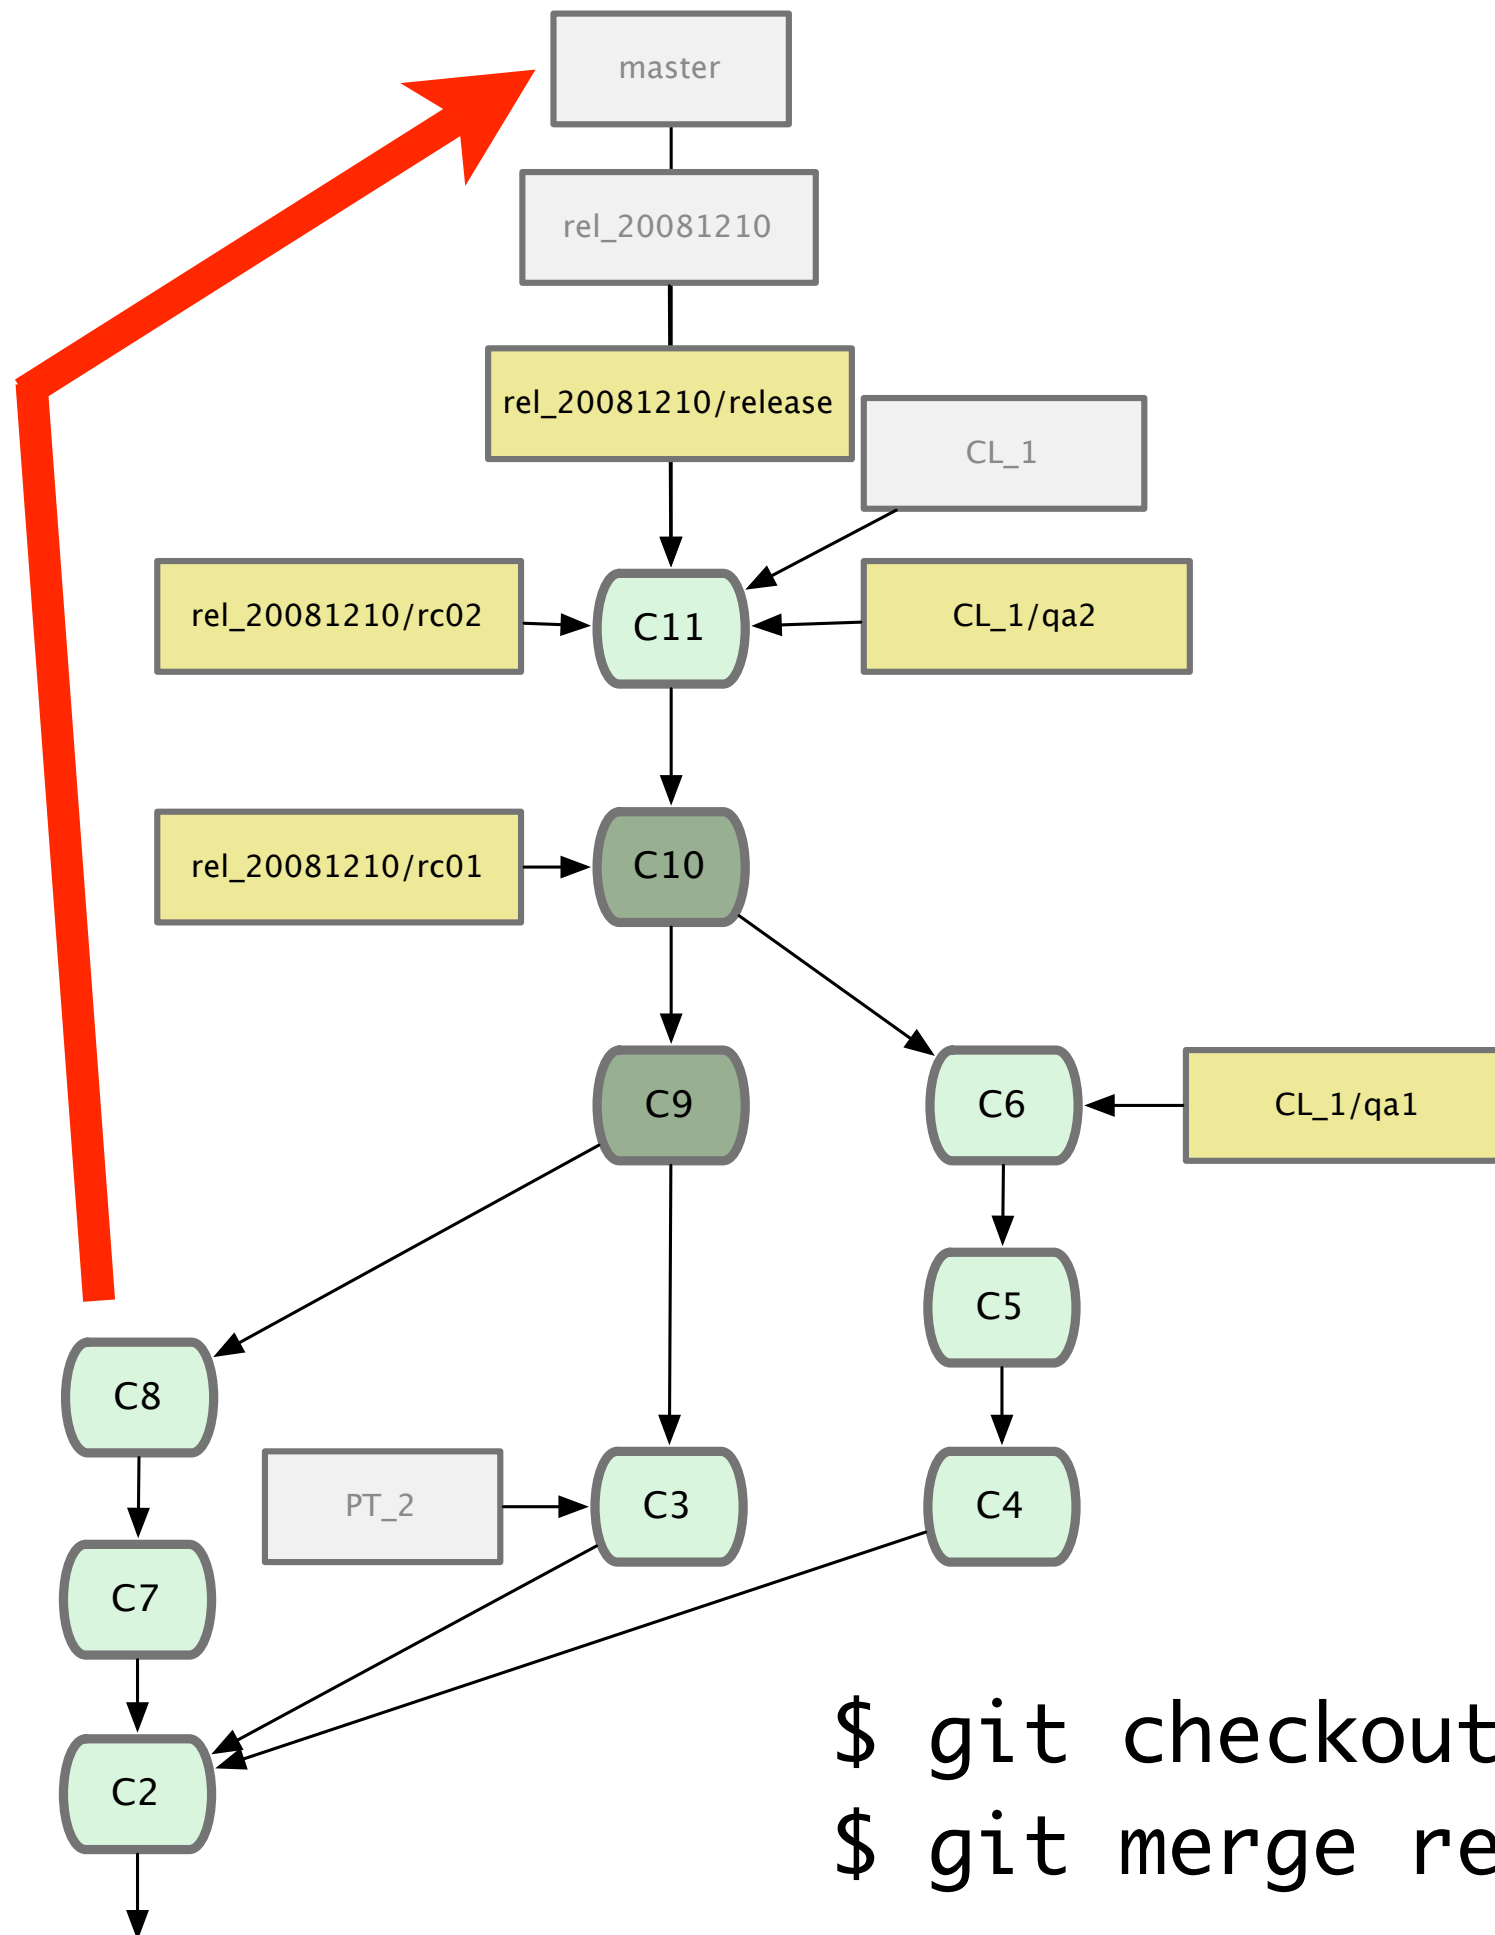 master
rel_20081210
rel_20081210/release
CL_1
rel_20081210/rc02
C11
CL_1/qa2
rel_20081210/rc01
C10
C9
C6
CL_1/qa1
C5
C8
PT_2
C3
C4
C7
$ git checkout
C2
$ git merge re